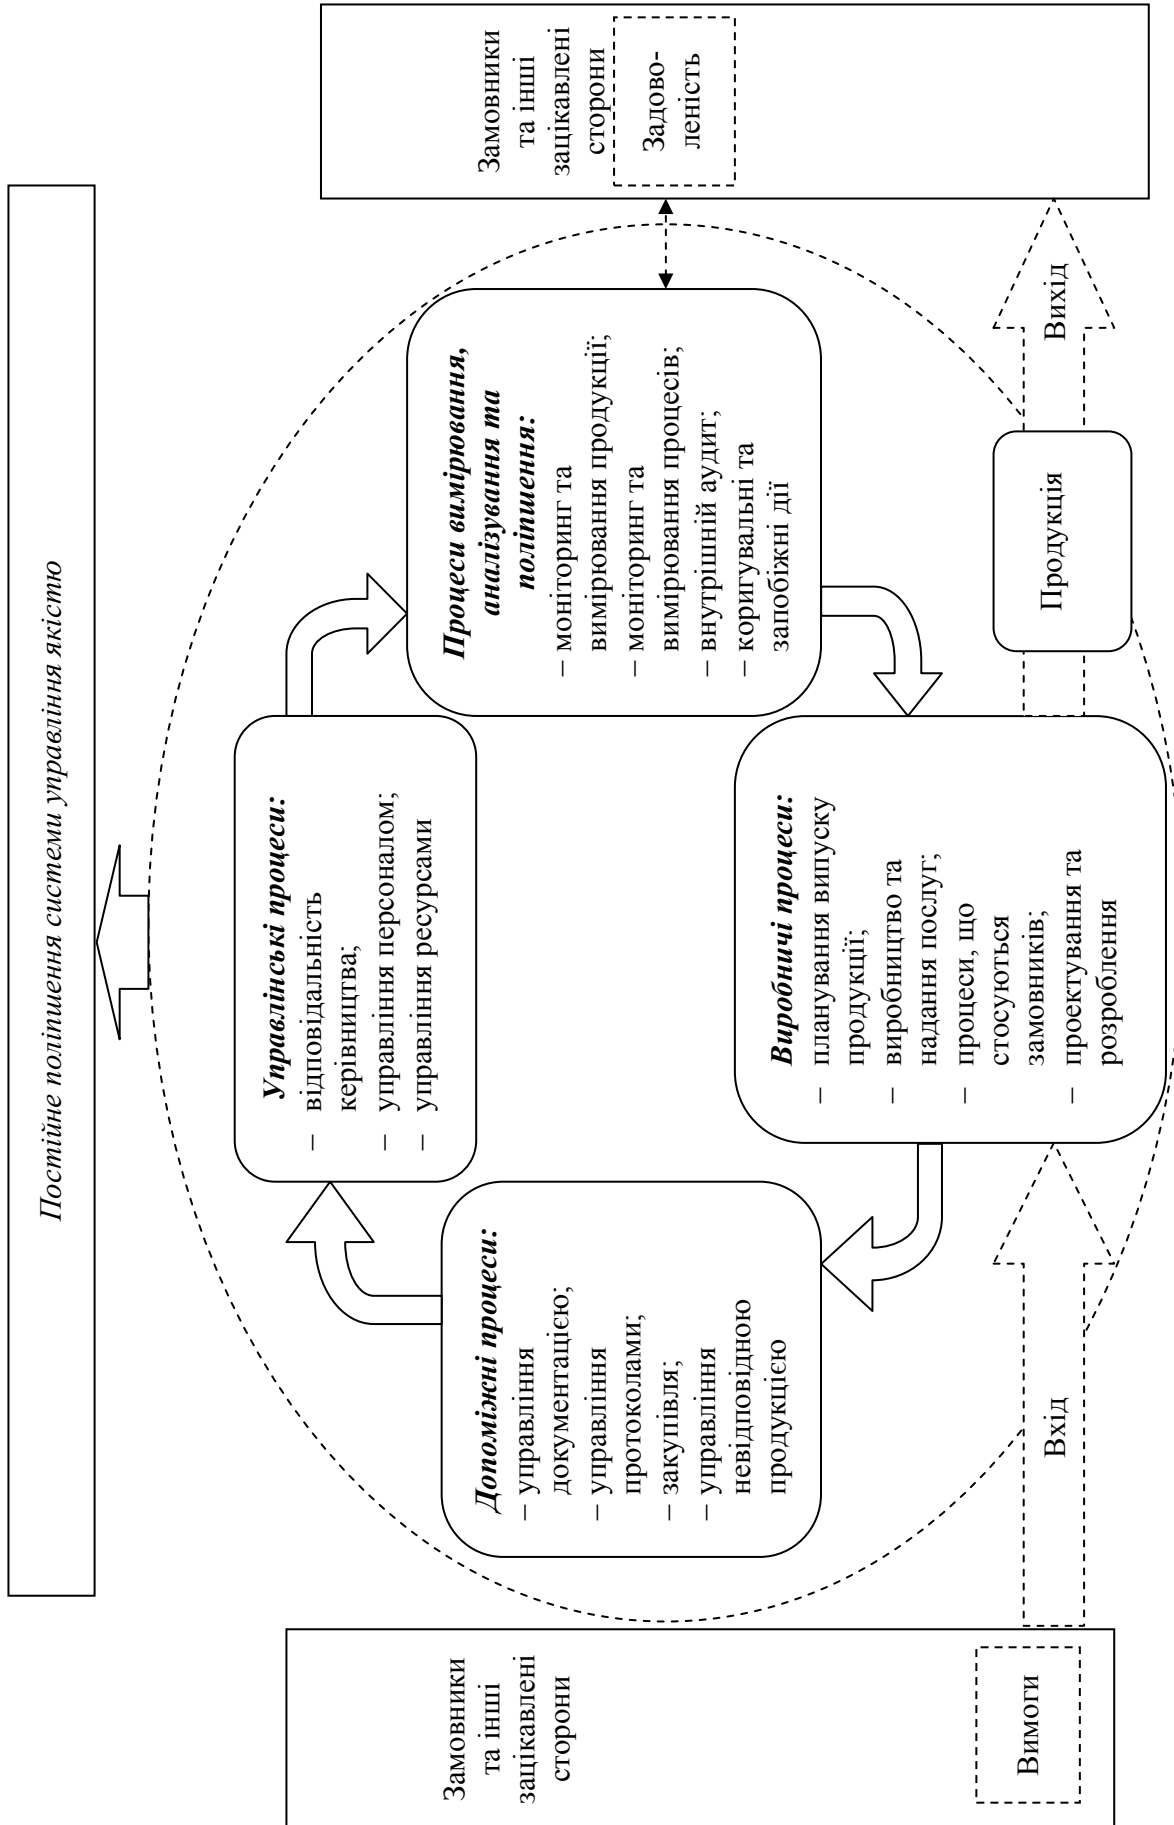 Постійне поліпшення системи управління якістю
Замовники
та інші
зацікавлені
сторони
Вимоги
Вхід
Допоміжні процеси:
– управління
документацією;
– управління
протоколами;
– закупівля;
– управління
невідповідною
продукцією
Управлінські процеси:
– відповідальність
керівництва;
– управління персоналом;
– управління ресурсами
Виробничі процеси:
– планування випуску
продукції;
– виробництво та
надання послуг;
– процеси, що
стосуються
замовників;
– проектування та
розроблення
Процеси вимірювання,
аналізування та
поліпшення:
– моніторинг та
вимірювання продукції;
– моніторинг та
вимірювання процесів;
– внутрішній аудит;
– коригувальні та
запобіжні дії
Продукція
Вихід
Замовники
та інші
зацікавлені
сторони
Задово-
леність